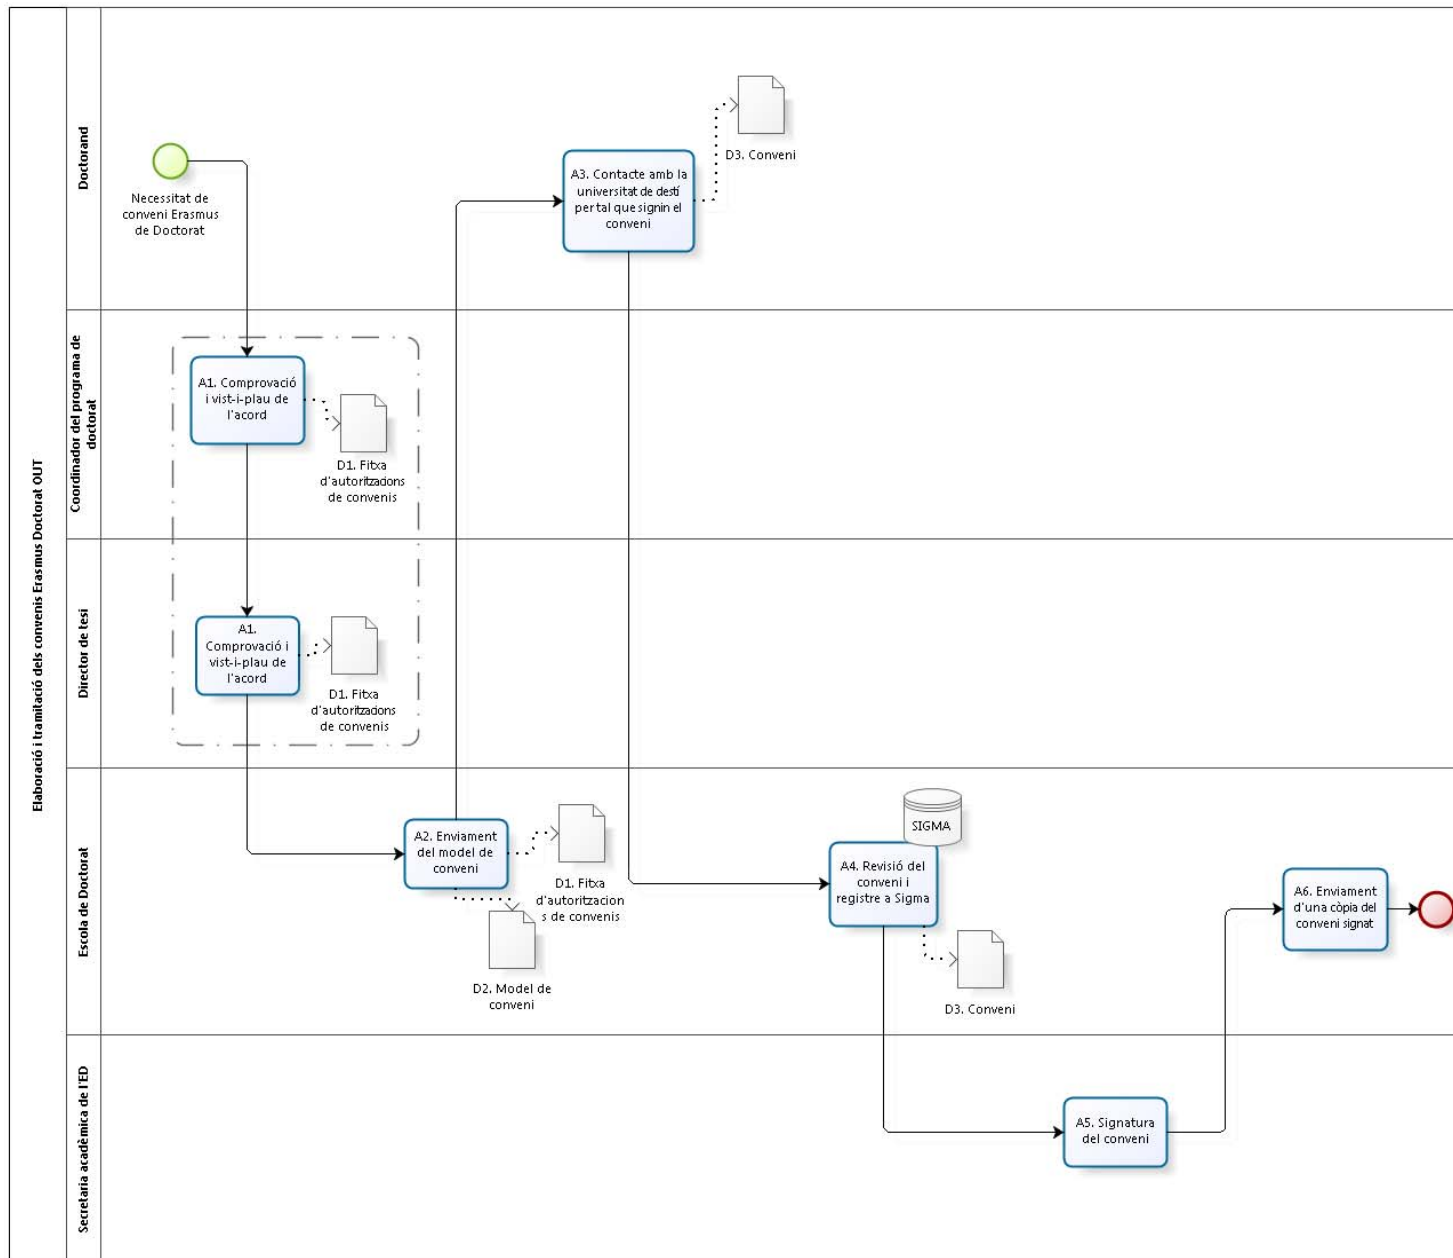 Elaboració i tramitació dels convenis Erasmus Doctorat OUT
Doctorand
Necessitat de
conveni Erasmus
de Doctorat
A3. Contacte amb la
universitat de destí
per tal que signin el
conveni
D3. Conveni
Coordinador del programa de
doctorat
A1. Comprovació
i vist-i-plau de
l'acord
D1. Fitxa
d'autoritzacions
de convenis
Director de tesi
A1.
Comprovació i
vist-i-plau de
l'acord
D1. Fitxa
d'autoritzacions
de convenis
Escola de Doctorat
A2. Enviament
del model de
conveni
D1. Fitxa
d'autoritzacion
s de convenis
D2. Model de
conveni
SIGMA
A4. Revisió del
conveni i
registre a Sigma
D3. Conveni
A6. Enviament
d'una còpia del
conveni signat
Secretaria acadèmica de l'ED
A5. Signatura
del conveni